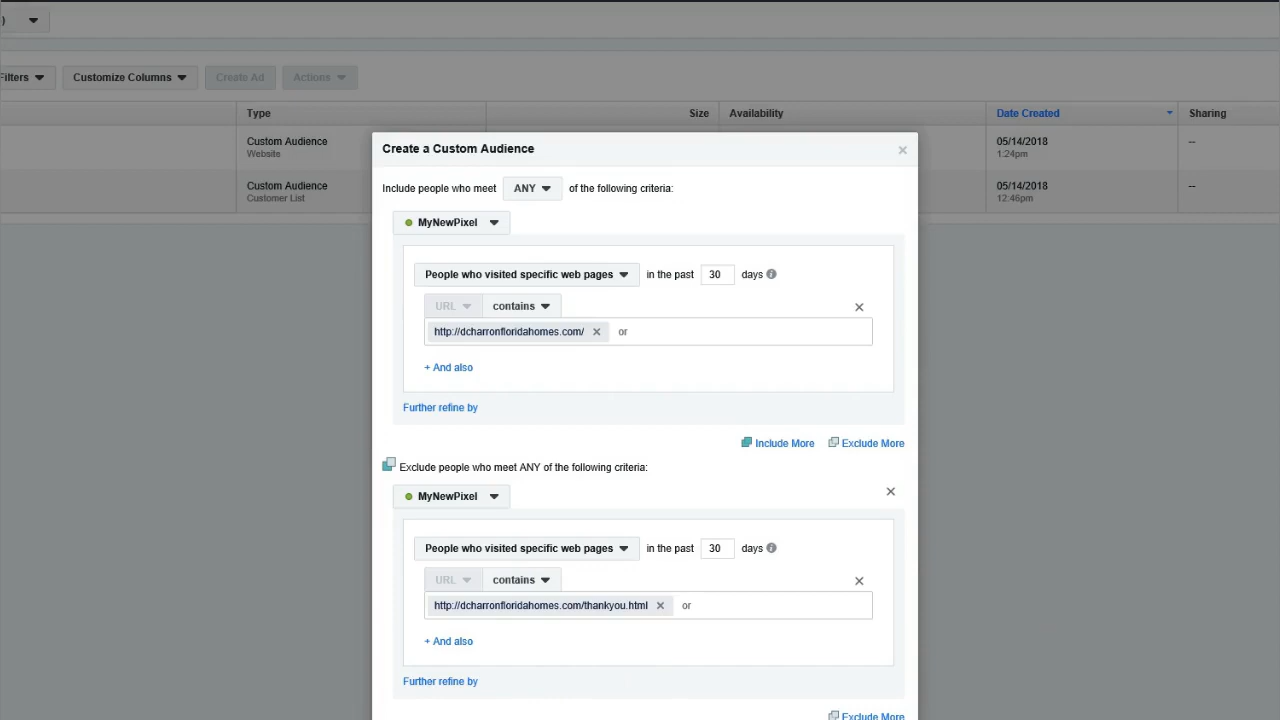 )
Filters
Customize Columns
Create Ad
Actions
Type
Size
Availability
Date Created
Sharing
Custom Audience
Website
05/14/2018
1:24pm
--
Custom Audience
Customer List
05/14/2018
12:46pm
--
Create a Custom Audience
Include people who meet ANY of the following criteria:
MyNewPixel
People who visited specific web pages in the past 30 days
URL contains
http://dcharronfloridahomes.com/ or
+ And also
Further refine by
Include More Exclude More
Exclude people who meet ANY of the following criteria:
MyNewPixel
People who visited specific web pages in the past 30 days
URL contains
http://dcharronfloridahomes.com/thankyou.html or
+ And also
Further refine by
Exclude More